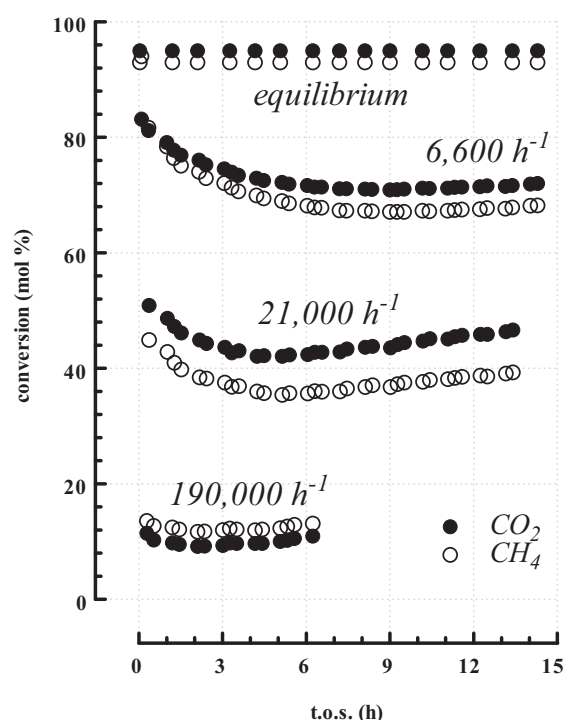 100
equilibrium
80
6,600 h-1
60
21,000 h-1
40
190,000 h-1
20
CO2
CH4
0
conversion (mol %)
0 3 6 9 12 15
t.o.s. (h)